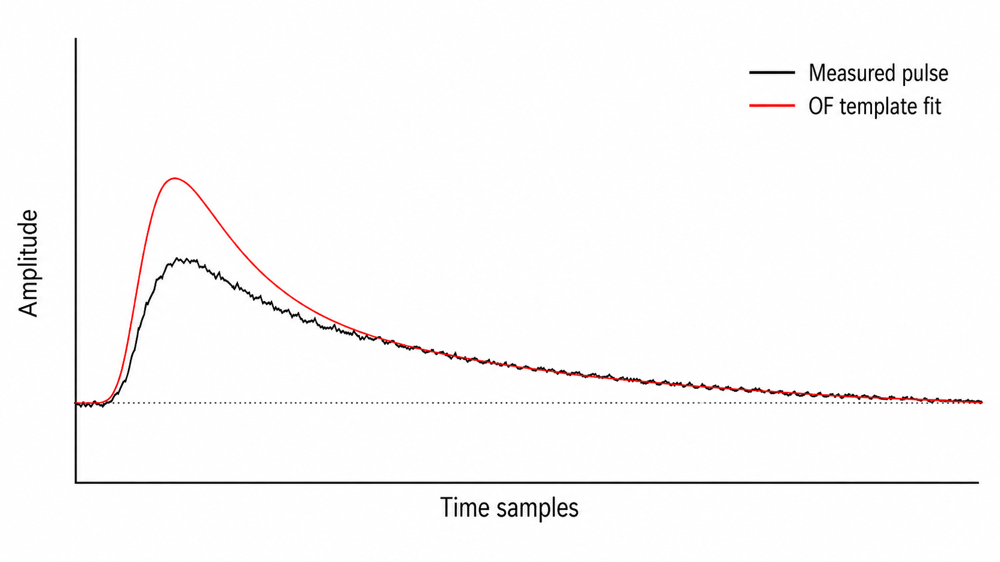 Measured pulse
OF template fit
Amplitude
Time samples